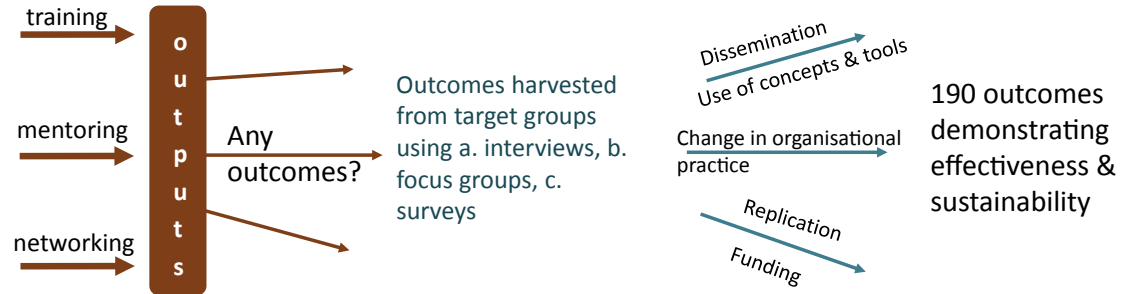 training
mentoring
networking
outputs
Any
outcomes?
Outcomes harvested
from target groups
using a. interviews, b.
focus groups, c.
surveys
Dissemination
Use of concepts & tools
Change in organisational
practice
Replication
Funding
190 outcomes
demonstrating
effectiveness &
sustainability